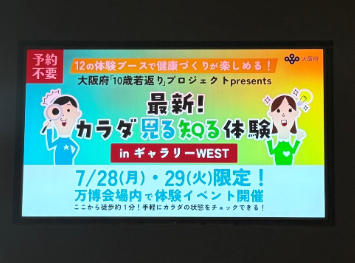 予約
不要
12の体験ブースで健康づくりが楽しめる！
大阪府
大阪府「10歳若返り」プロジェクトpresents
最新！
カラダ見る知る体験
in ギャラリーWEST
7/28(月)・29(火)限定！
万博会場内で体験イベント開催
ここから徒歩約1分！手軽にカラダの状態をチェックできる！